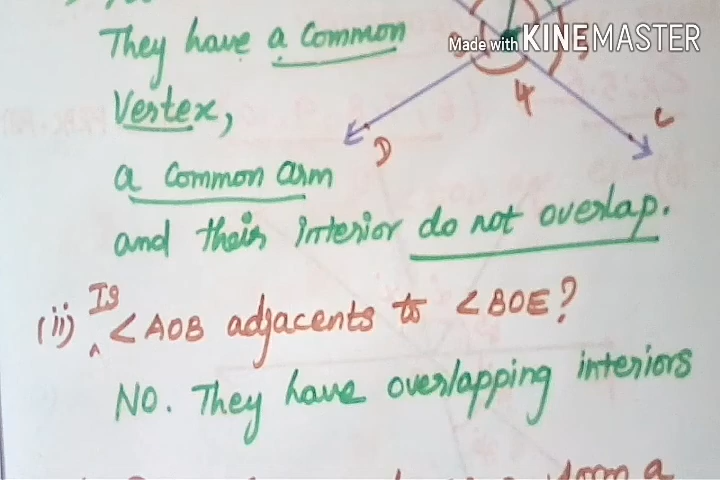 They have a common
Made with KINEMASTER
Vertex,
4
C
D
a common arm
and their interior do not overlap.
(ii) Is ∠AOB adjacents to ∠BOE?
No. They have overlapping interiors